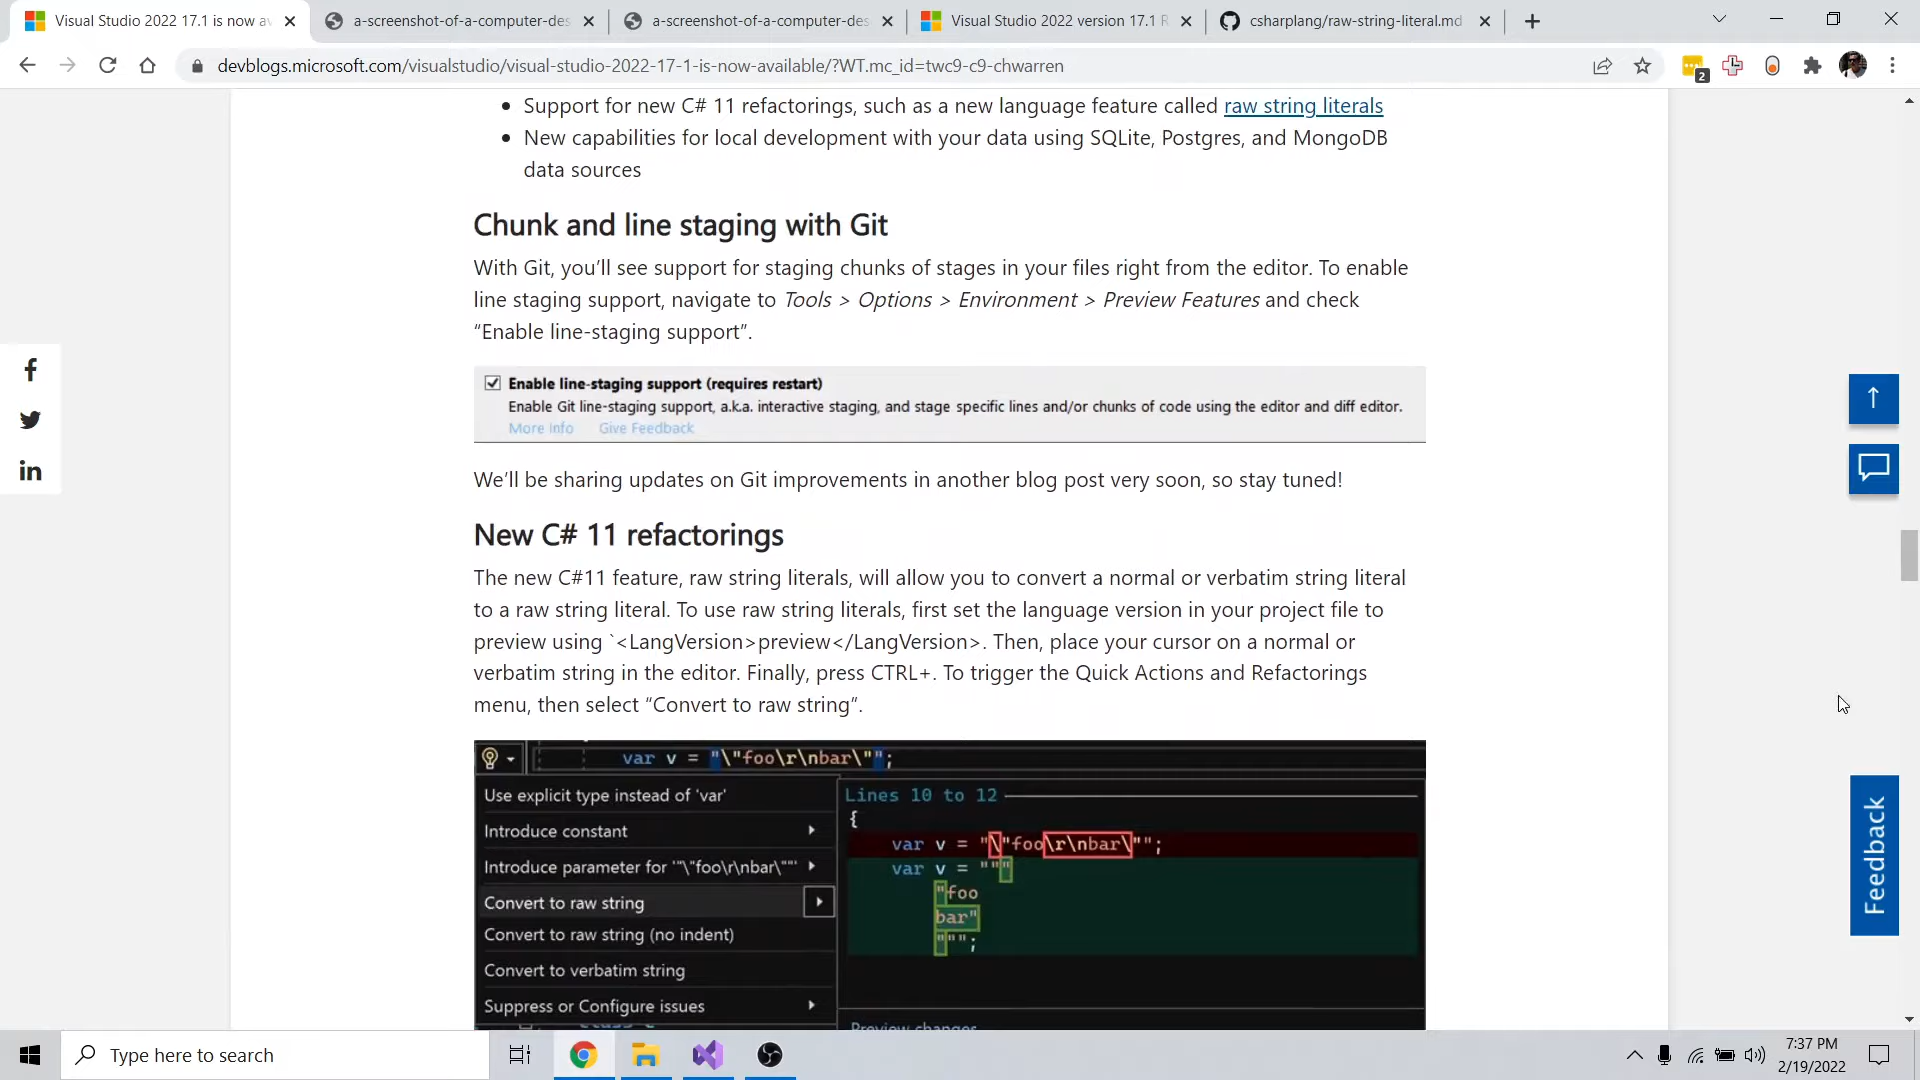 Visual Studio 2022 17.1 is now av
a-screenshot-of-a-computer-des
a-screenshot-of-a-computer-des
Visual Studio 2022 version 17.1 R
csharplang/raw-string-literal.md
devblogs.microsoft.com/visualstudio/visual-studio-2022-17-1-is-now-available/?WT.mc_id=twc9-c9-chwarren
2
• Support for new C# 11 refactorings, such as a new language feature called raw string literals
• New capabilities for local development with your data using SQLite, Postgres, and MongoDB
data sources
Chunk and line staging with Git
With Git, you’ll see support for staging chunks of stages in your files right from the editor. To enable
line staging support, navigate to Tools > Options > Environment > Preview Features and check
“Enable line-staging support”.
Enable line-staging support (requires restart)
Enable Git line-staging support, a.k.a. interactive staging, and stage specific lines and/or chunks of code using the editor and diff editor.
More Info Give Feedback
We’ll be sharing updates on Git improvements in another blog post very soon, so stay tuned!
New C# 11 refactorings
The new C#11 feature, raw string literals, will allow you to convert a normal or verbatim string literal
to a raw string literal. To use raw string literals, first set the language version in your project file to
preview using `<LangVersion>preview</LangVersion>. Then, place your cursor on a normal or
verbatim string in the editor. Finally, press CTRL+. To trigger the Quick Actions and Refactorings
menu, then select “Convert to raw string”.
var v = "\"foo\r\nbar\"";
Use explicit type instead of 'var'
Introduce constant
Introduce parameter for '"\"foo\r\nbar\""'
Convert to raw string
Convert to raw string (no indent)
Convert to verbatim string
Suppress or Configure issues
Lines 10 to 12
{
var v = "\"foo\r\nbar\"";
var v = """
"foo
bar"
""";
Preview changes
Feedback
Type here to search
7:37 PM
2/19/2022